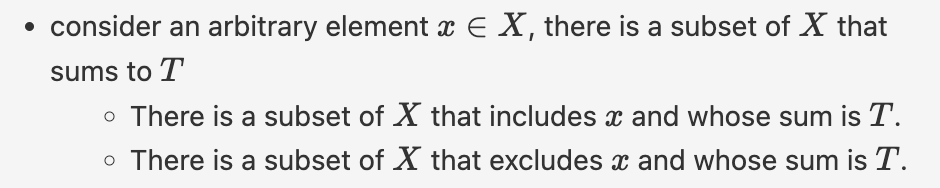 • consider an arbitrary element x ∈ X, there is a subset of X that
sums to T
○ There is a subset of X that includes x and whose sum is T.
○ There is a subset of X that excludes x and whose sum is T.